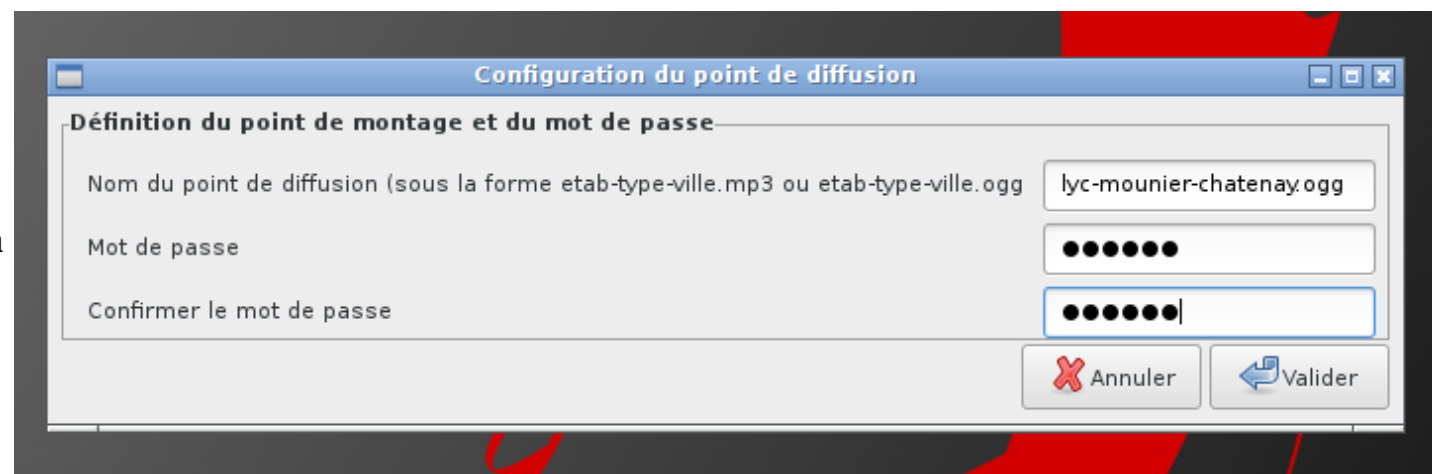 Configuration du point de diffusion
Définition du point de montage et du mot de passe
Nom du point de diffusion (sous la forme etab-type-ville.mp3 ou etab-type-ville.ogg
lyc-mounier-chatenay.ogg
Mot de passe
●●●●●●
Confirmer le mot de passe
●●●●●●
Annuler
Valider